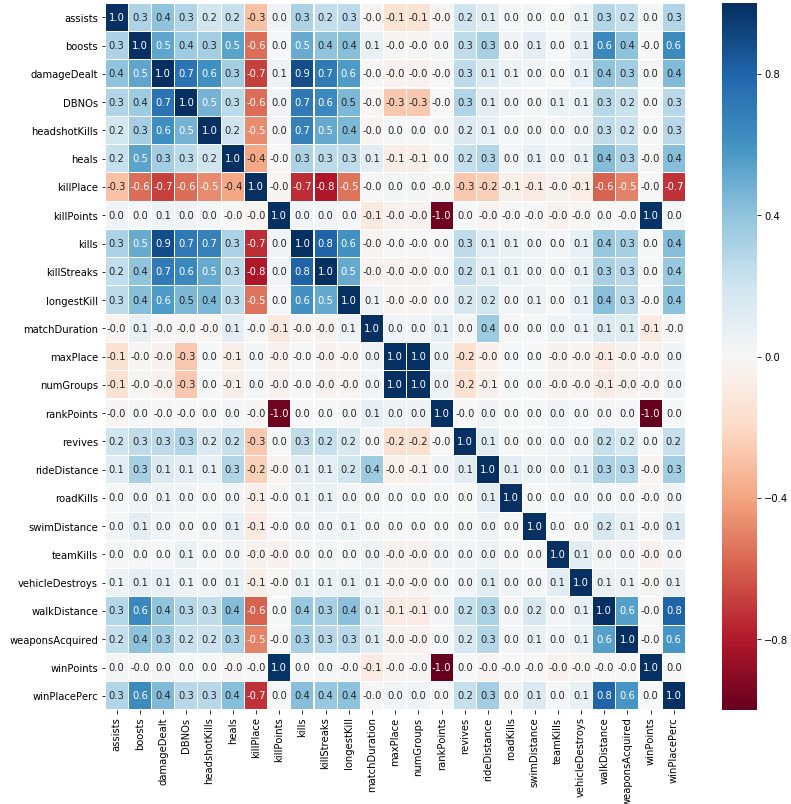 assists 1.0 0.3 0.4 0.3 0.2 0.2 -0.3 0.0 0.3 0.2 0.3 -0.0 -0.1 -0.1 -0.0 0.2 0.1 0.0 0.0 0.0 0.1 0.3 0.2 0.0 0.3
boosts 0.3 1.0 0.5 0.4 0.3 0.5 -0.6 0.0 0.5 0.4 0.4 0.1 -0.0 -0.0 0.0 0.3 0.3 0.0 0.1 0.0 0.1 0.6 0.4 -0.0 0.6
damageDealt 0.4 0.5 1.0 0.7 0.6 0.3 -0.7 0.1 0.9 0.7 0.6 -0.0 -0.0 -0.0 -0.0 0.3 0.1 0.1 0.0 0.0 0.1 0.4 0.3 0.0 0.4
DBNOs 0.3 0.4 0.7 1.0 0.5 0.3 -0.6 0.0 0.7 0.6 0.5 -0.0 -0.3 -0.3 -0.0 0.3 0.1 0.0 0.0 0.1 0.1 0.3 0.2 0.0 0.3
headshotKills 0.2 0.3 0.6 0.5 1.0 0.2 -0.5 0.0 0.7 0.5 0.4 -0.0 0.0 0.0 0.0 0.2 0.1 0.0 0.0 0.0 0.1 0.3 0.2 0.0 0.3
heals 0.2 0.5 0.3 0.3 0.2 1.0 -0.4 -0.0 0.3 0.3 0.3 0.1 -0.1 -0.1 0.0 0.2 0.3 0.0 0.1 0.0 0.1 0.4 0.3 -0.0 0.4
killPlace -0.3 -0.6 -0.7 -0.6 -0.5 -0.4 1.0 -0.0 -0.7 -0.8 -0.5 -0.0 0.0 0.0 -0.0 -0.3 -0.2 -0.1 -0.1 -0.0 -0.1 -0.6 -0.5 -0.0 -0.7
killPoints 0.0 0.0 0.1 0.0 0.0 -0.0 -0.0 1.0 0.0 0.0 0.0 -0.1 -0.0 -0.0 -1.0 0.0 -0.0 -0.0 0.0 -0.0 0.0 0.0 0.0 1.0 0.0
kills 0.3 0.5 0.9 0.7 0.7 0.3 -0.7 0.0 1.0 0.8 0.6 -0.0 -0.0 -0.0 0.0 0.3 0.1 0.1 0.0 0.0 0.1 0.4 0.3 0.0 0.4
killStreaks 0.2 0.4 0.7 0.6 0.5 0.3 -0.8 0.0 0.8 1.0 0.5 -0.0 -0.0 -0.0 0.0 0.2 0.1 0.1 0.0 0.0 0.1 0.3 0.3 -0.0 0.4
longestKill 0.3 0.4 0.6 0.5 0.4 0.3 -0.5 0.0 0.6 0.5 1.0 0.1 -0.0 -0.0 0.0 0.2 0.2 0.0 0.1 0.0 0.1 0.4 0.3 -0.0 0.4
matchDuration -0.0 0.1 -0.0 -0.0 -0.0 0.1 -0.0 -0.1 -0.0 -0.0 0.1 1.0 0.0 0.0 0.1 0.0 0.4 0.0 0.0 0.0 0.0 0.1 0.1 -0.1 -0.0
maxPlace -0.1 -0.0 -0.0 -0.3 0.0 -0.1 0.0 -0.0 -0.0 -0.0 -0.0 0.0 1.0 1.0 0.0 -0.2 -0.0 0.0 0.0 -0.0 -0.0 -0.1 -0.0 0.0 0.0
numGroups -0.1 -0.0 -0.0 -0.3 0.0 -0.1 0.0 -0.0 -0.0 -0.0 -0.0 0.0 1.0 1.0 0.0 -0.2 -0.1 0.0 0.0 -0.0 -0.0 -0.1 -0.0 0.0 0.0
rankPoints -0.0 0.0 -0.0 -0.0 0.0 0.0 -0.0 -1.0 0.0 0.0 0.0 0.1 0.0 0.0 1.0 -0.0 0.0 0.0 0.0 0.0 0.0 0.0 0.0 -1.0 0.0
revives 0.2 0.3 0.3 0.3 0.2 0.2 -0.3 0.0 0.3 0.2 0.2 0.0 -0.2 -0.2 -0.0 1.0 0.1 0.0 0.0 0.0 0.0 0.2 0.2 0.0 0.2
rideDistance 0.1 0.3 0.1 0.1 0.1 0.3 -0.2 -0.0 0.1 0.1 0.2 0.4 -0.0 -0.1 0.0 0.1 1.0 0.1 0.0 0.0 0.1 0.3 0.3 -0.0 0.3
roadKills 0.0 0.0 0.1 0.0 0.0 0.0 -0.1 -0.0 0.1 0.1 0.0 0.0 0.0 0.0 0.0 0.0 0.1 1.0 0.0 0.0 0.0 0.0 0.0 -0.0 0.0
swimDistance 0.0 0.1 0.0 0.0 0.0 0.1 -0.1 0.0 0.0 0.0 0.1 0.0 0.0 0.0 0.0 0.0 0.0 0.0 1.0 0.0 0.0 0.2 0.1 0.0 0.1
teamKills 0.0 0.0 0.0 0.1 0.0 0.0 -0.0 -0.0 0.0 0.0 0.0 0.0 -0.0 -0.0 0.0 0.0 0.0 0.0 0.0 1.0 0.1 0.0 0.0 -0.0 0.0
vehicleDestroys 0.1 0.1 0.1 0.1 0.1 0.1 -0.1 0.0 0.1 0.1 0.1 0.0 -0.0 -0.0 0.0 0.0 0.1 0.0 0.0 0.1 1.0 0.1 0.1 -0.0 0.1
walkDistance 0.3 0.6 0.4 0.3 0.3 0.4 -0.6 0.0 0.4 0.3 0.4 0.1 -0.1 -0.1 0.0 0.2 0.3 0.0 0.2 0.0 0.1 1.0 0.6 -0.0 0.8
weaponsAcquired 0.2 0.4 0.3 0.2 0.2 0.3 -0.5 0.0 0.3 0.3 0.3 0.1 -0.0 -0.0 0.0 0.2 0.3 0.0 0.1 0.0 0.1 0.6 1.0 0.0 0.6
winPoints 0.0 -0.0 0.0 0.0 0.0 -0.0 -0.0 1.0 0.0 -0.0 -0.0 -0.1 0.0 0.0 -1.0 0.0 -0.0 -0.0 0.0 -0.0 -0.0 -0.0 0.0 1.0 0.0
winPlacePerc 0.3 0.6 0.4 0.3 0.3 0.4 -0.7 0.0 0.4 0.4 0.4 -0.0 0.0 0.0 0.0 0.2 0.3 0.0 0.1 0.0 0.1 0.8 0.6 0.0 1.0
assists
boosts
damageDealt
DBNOs
headshotKills
heals
killPlace
killPoints
kills
killStreaks
longestKill
matchDuration
maxPlace
numGroups
rankPoints
revives
rideDistance
roadKills
swimDistance
teamKills
vehicleDestroys
walkDistance
weaponsAcquired
winPoints
winPlacePerc
0.8
0.4
0.0
−0.4
−0.8